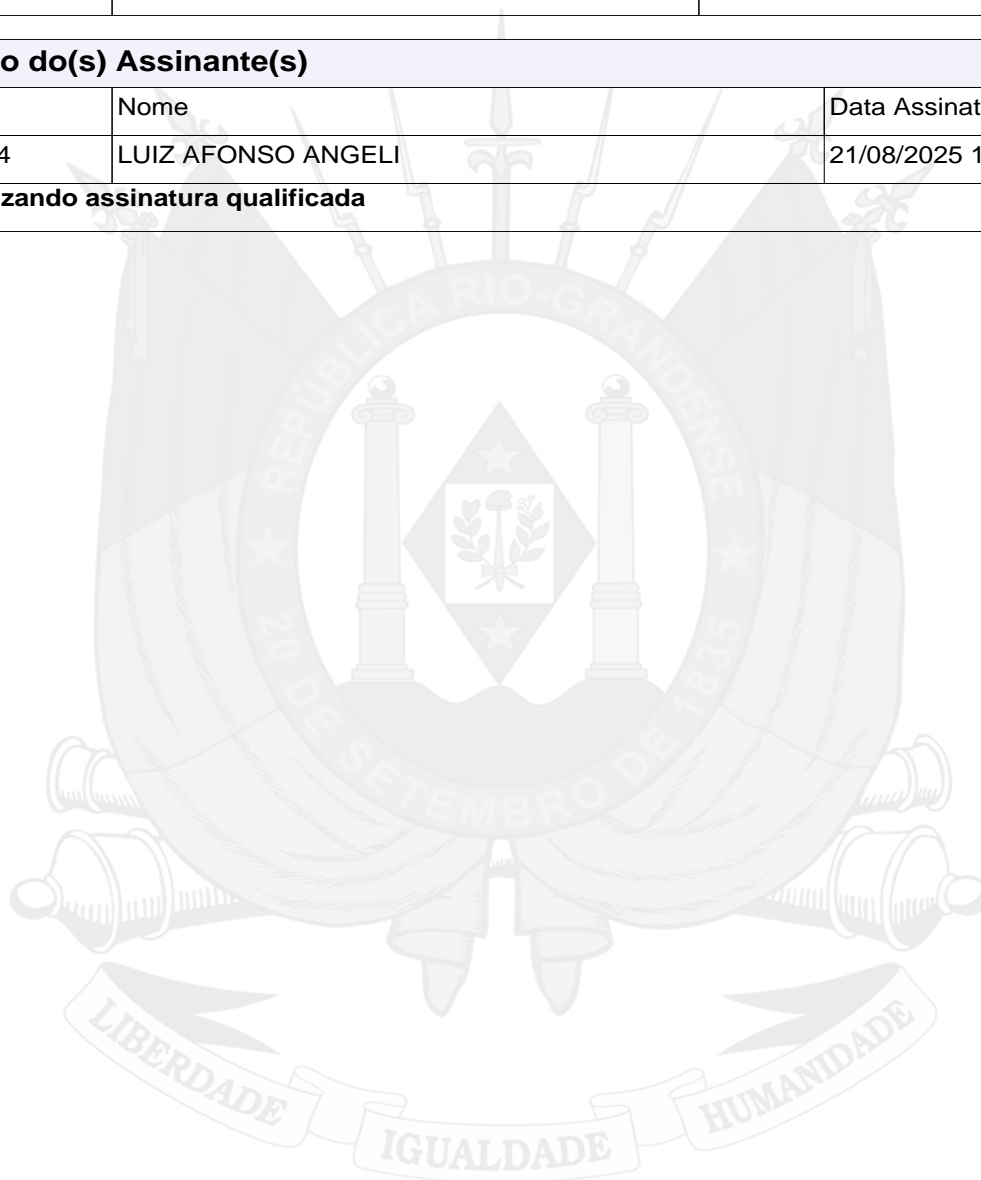 o do(s) Assinante(s)
Nome
Data Assinat
4
LUIZ AFONSO ANGELI
21/08/2025 1
zando assinatura qualificada
REPÚBLICA RIO-GRANDENSE
20 DE SETEMBRO DE 1835
LIBERDADE
IGUALDADE
HUMANIDADE